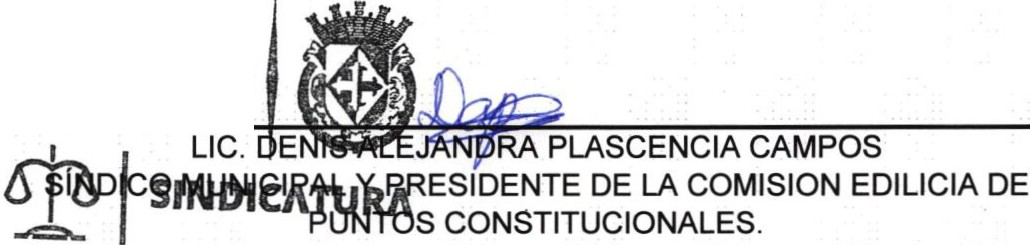 LIC. DENIS ALEJANDRA PLASCENCIA CAMPOS
SÍNDICO MUNICIPAL Y PRESIDENTE DE LA COMISION EDILICIA DE
SINDICATURA
PUNTOS CONSTITUCIONALES.